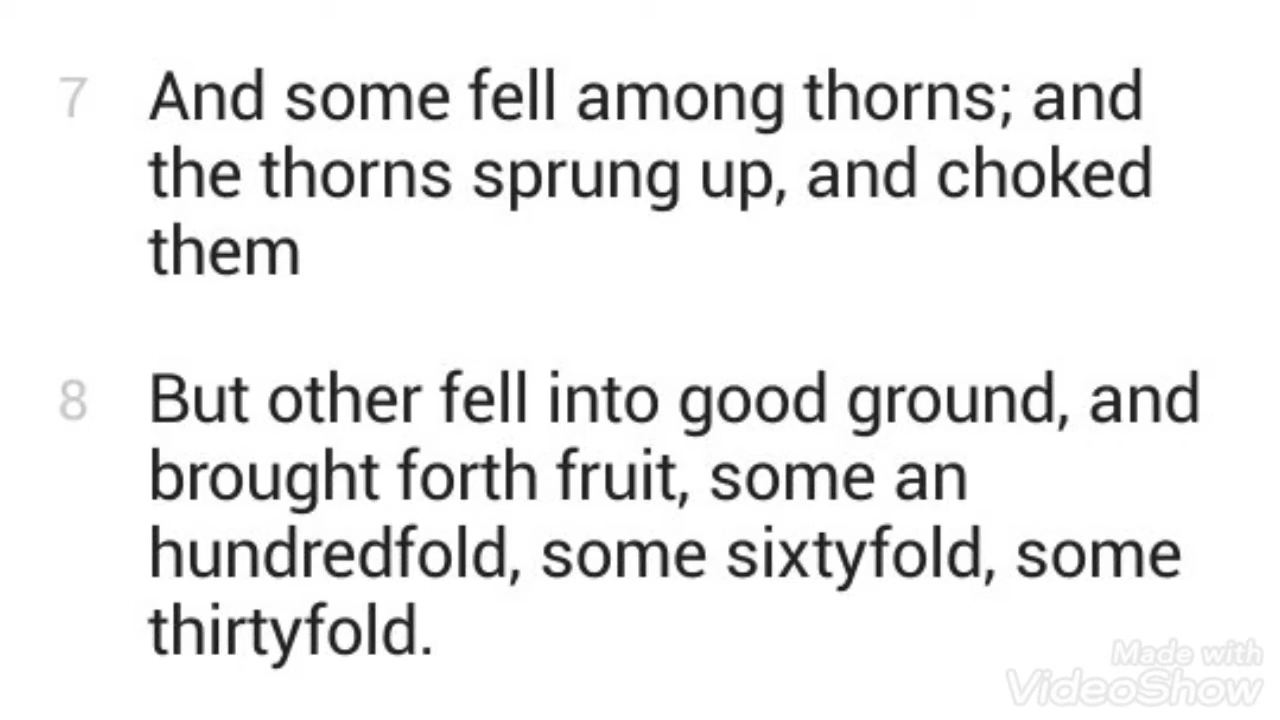 7 And some fell among thorns; and
the thorns sprung up, and choked
them
8 But other fell into good ground, and
brought forth fruit, some an
hundredfold, some sixtyfold, some
thirtyfold.
Made with
VideoShow